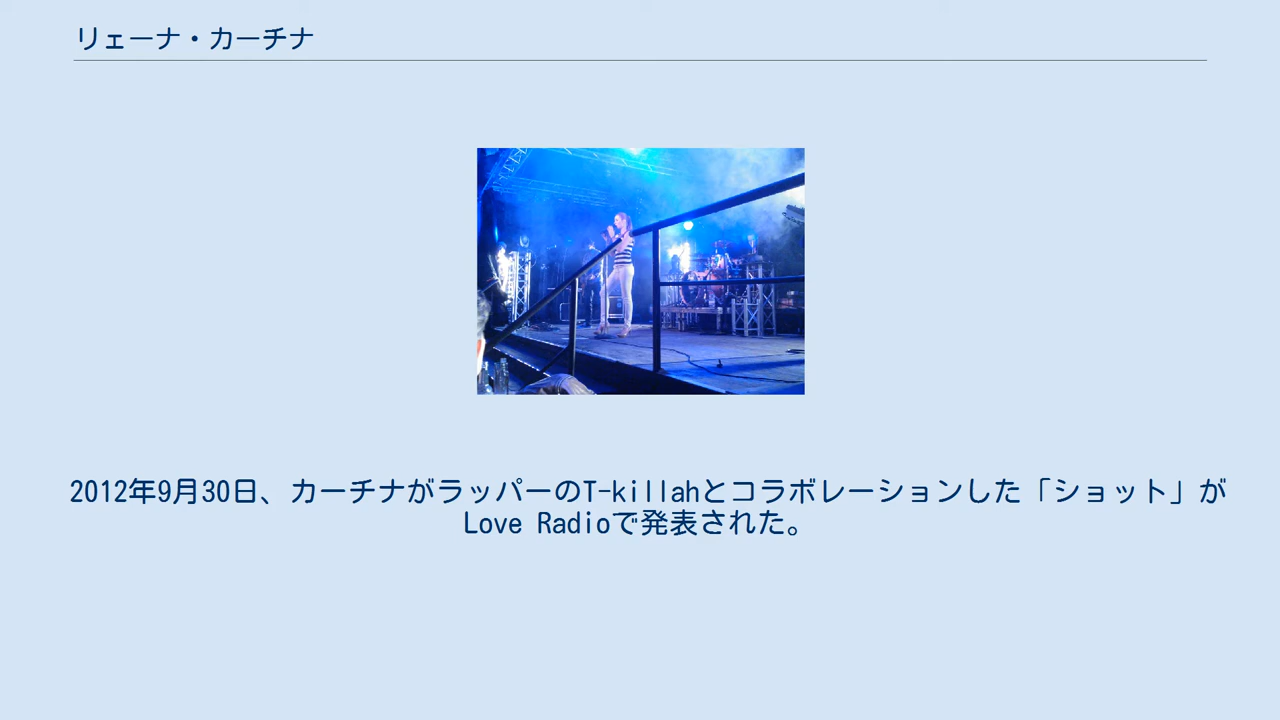 リェーナ・カーチナ
2012年9月30日、カーチナがラッパーのT-killahとコラボレーションした「ショット」が
Love Radioで発表された。